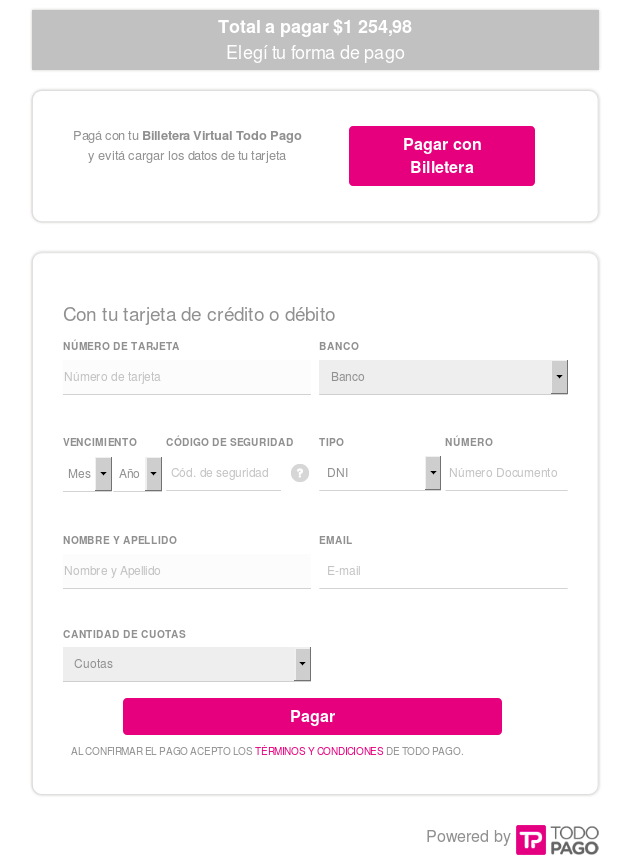 Total a pagar $1 254,98
Elegí tu forma de pago
Pagá con tu Billetera Virtual Todo Pago
y evitá cargar los datos de tu tarjeta
Pagar con
Billetera
Con tu tarjeta de crédito o débito
NÚMERO DE TARJETA
BANCO
Número de tarjeta
Banco
VENCIMIENTO
CÓDIGO DE SEGURIDAD
TIPO
NÚMERO
Mes
Año
Cód. de seguridad
?
DNI
Número Documento
NOMBRE Y APELLIDO
EMAIL
Nombre y Apellido
E-mail
CANTIDAD DE CUOTAS
Cuotas
Pagar
AL CONFIRMAR EL PAGO ACEPTO LOS TÉRMINOS Y CONDICIONES DE TODO PAGO.
Powered by TP TODO
PAGO